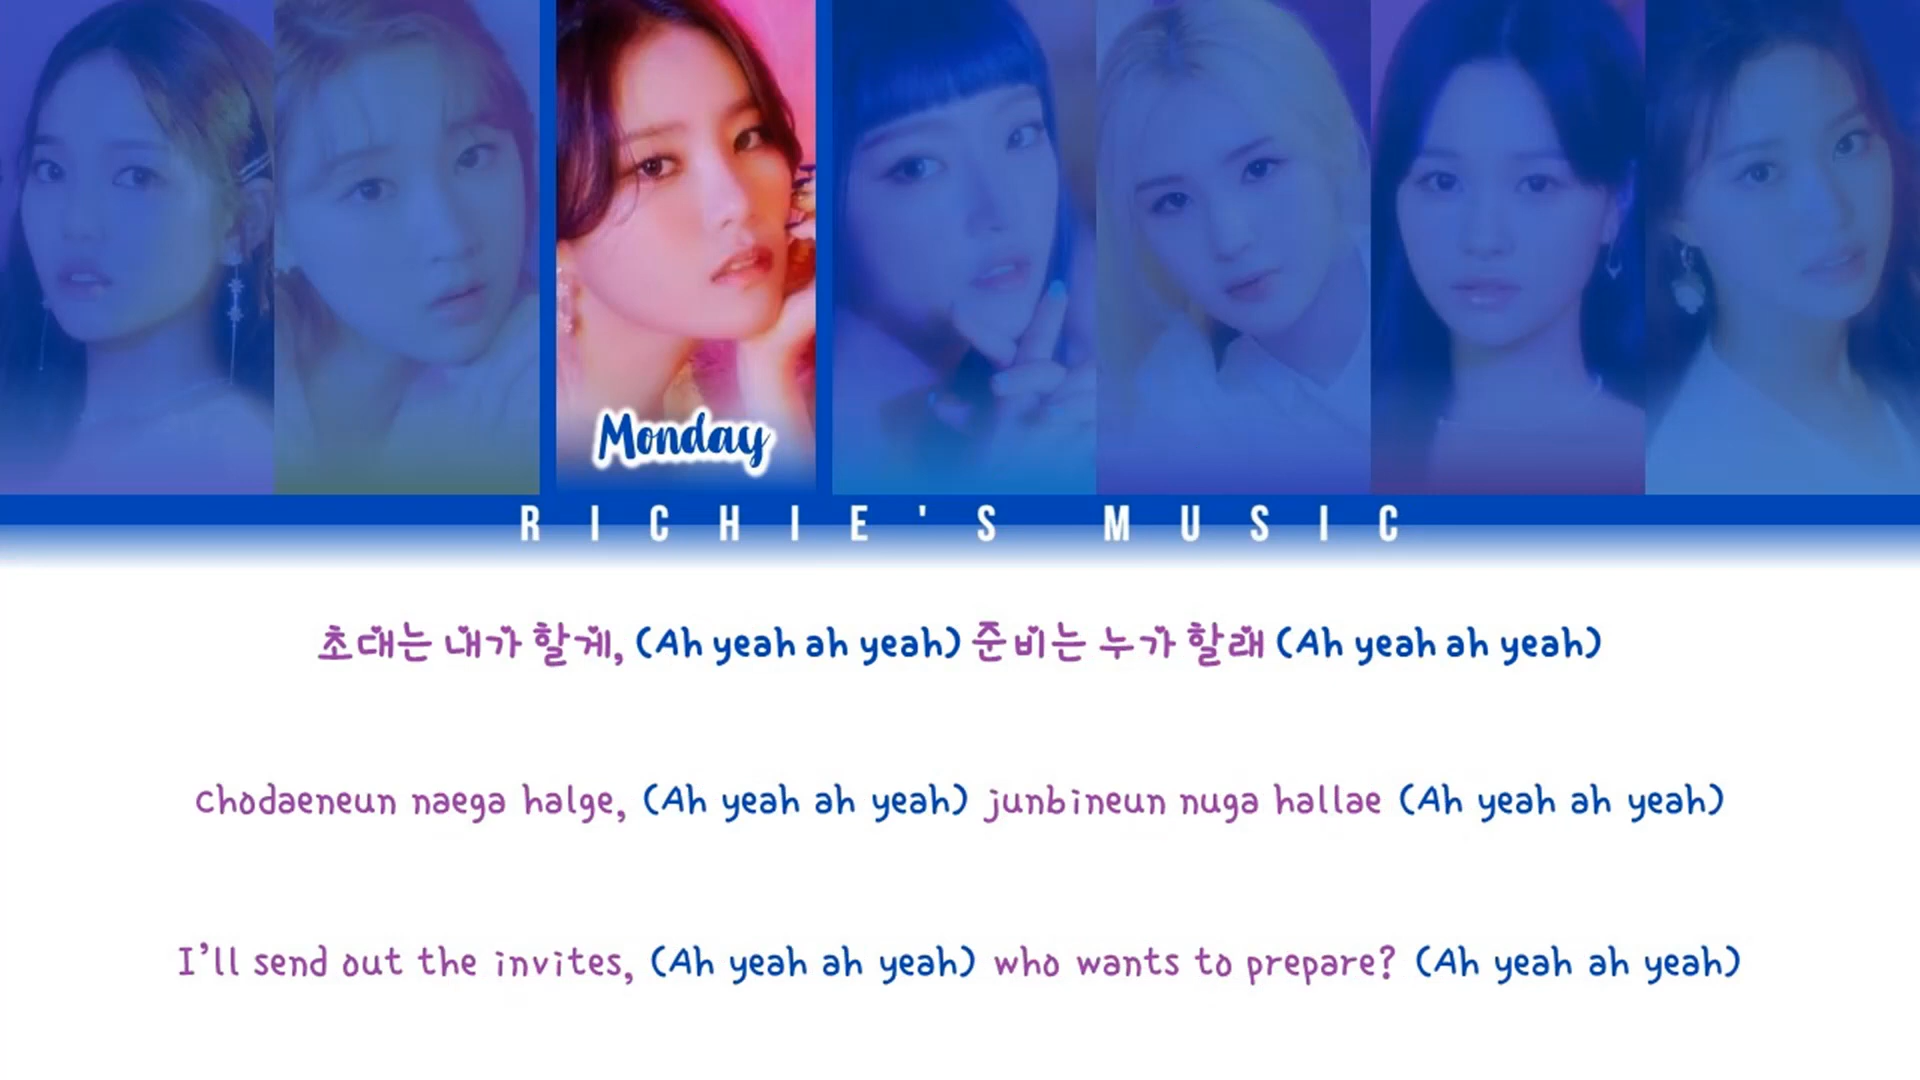 Monday
RICHIE'S MUSIC
초대는 내가 할게, (Ah yeah ah yeah) 준비는 누가 할래 (Ah yeah ah yeah)
chodaeneun naega halge, (Ah yeah ah yeah) junbineun nuga hallae (Ah yeah ah yeah)
I'll send out the invites, (Ah yeah ah yeah) who wants to prepare? (Ah yeah ah yeah)